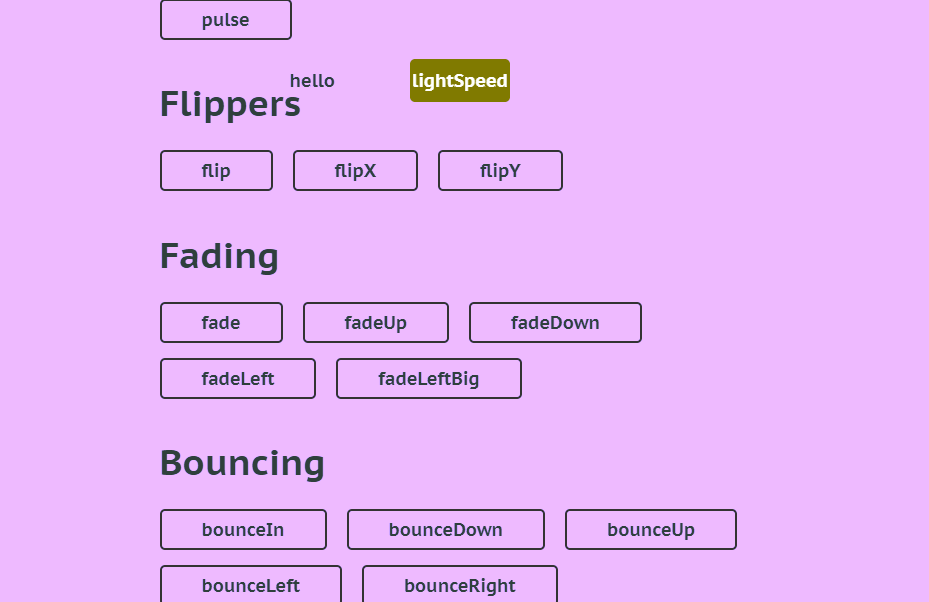 pulse
hello lightSpeed
Flippers
flip flipX flipY
Fading
fade fadeUp fadeDown
fadeLeft fadeLeftBig
Bouncing
bounceIn bounceDown bounceUp
bounceLeft bounceRight